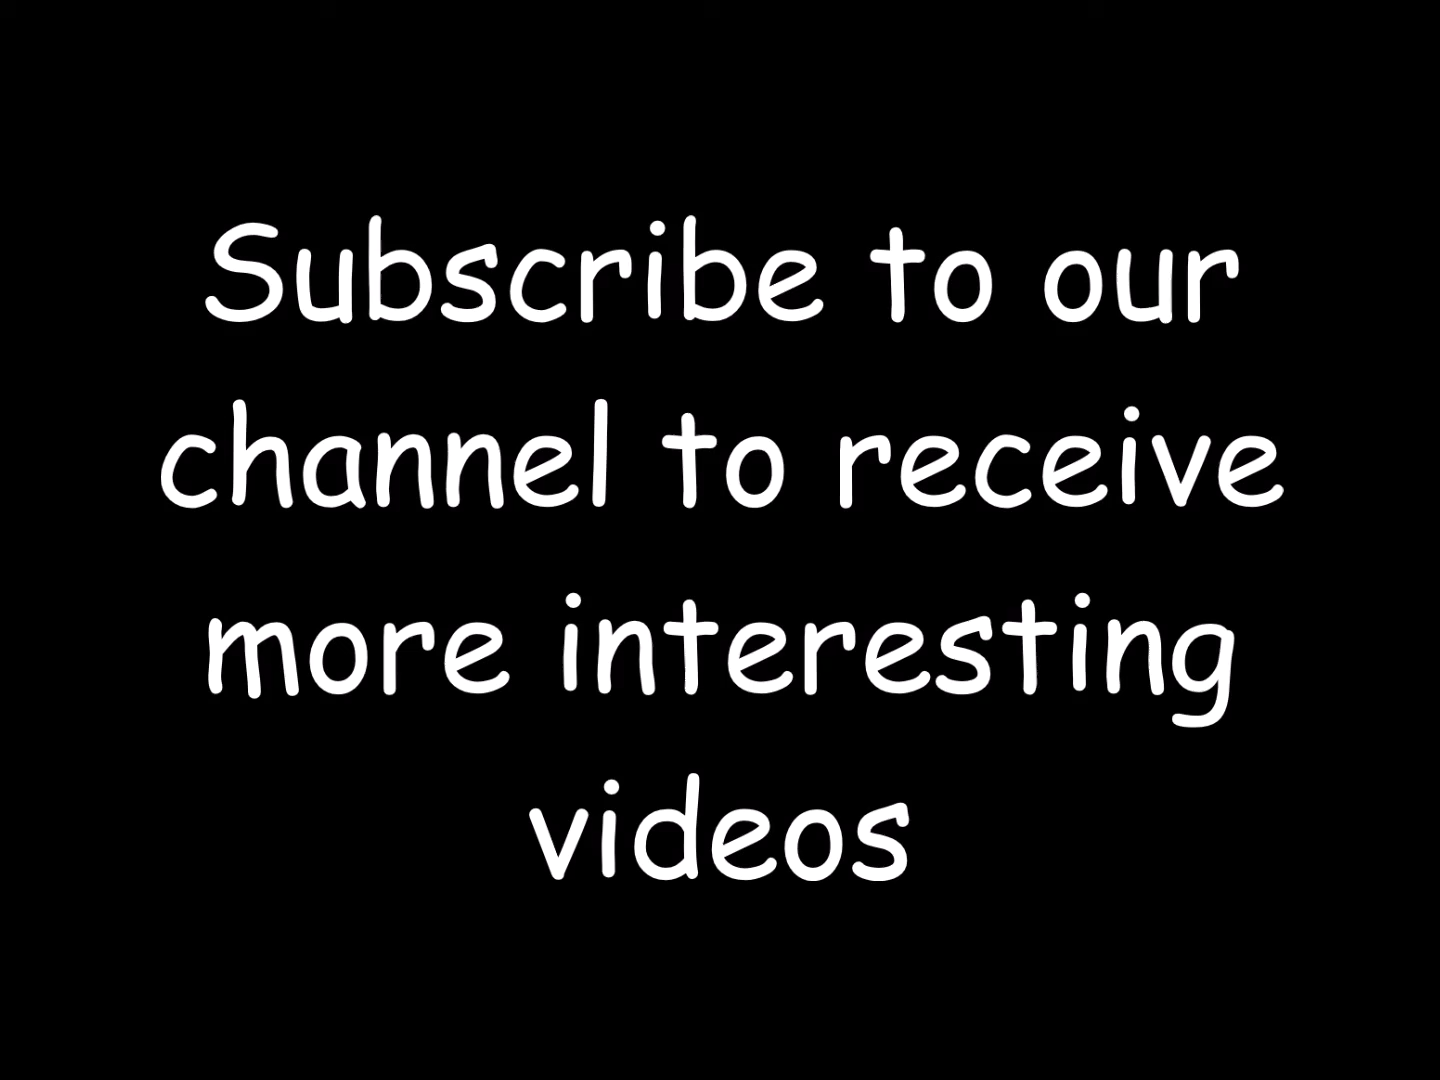 Subscribe to our
channel to receive
more interesting
videos